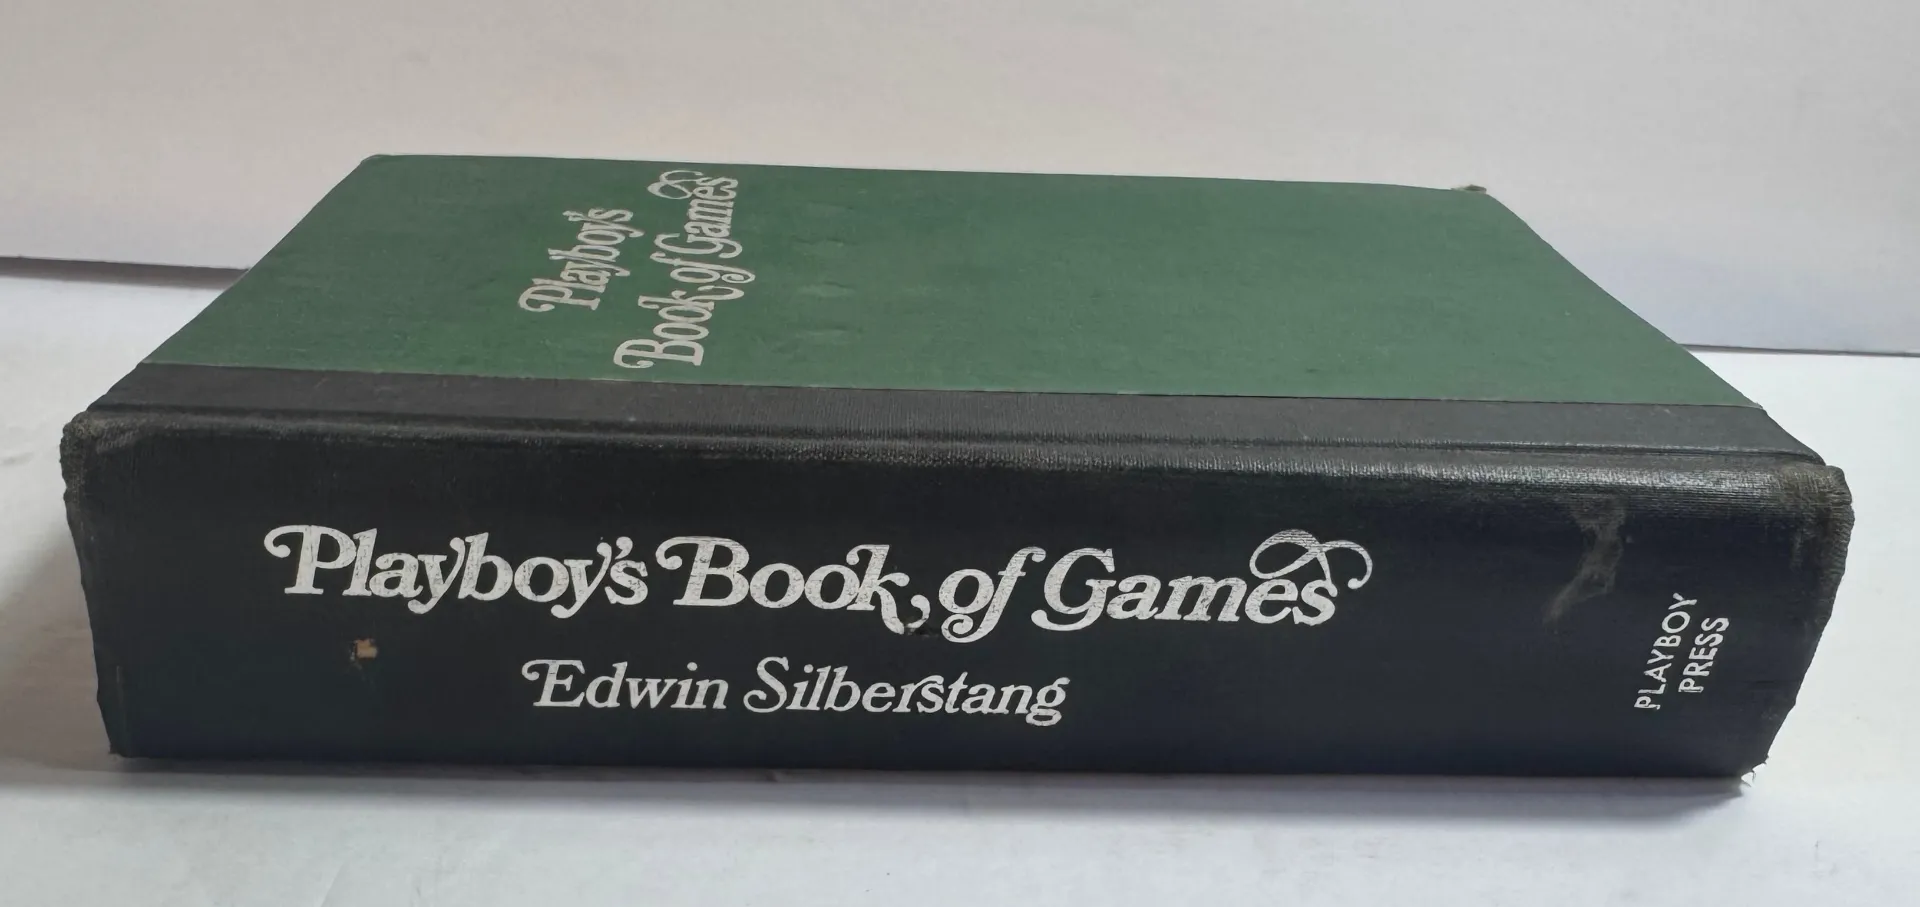 Playboy's
Book of Games
Playboy's Book of Games
Edwin Silberstang
PLAYBOY
PRESS